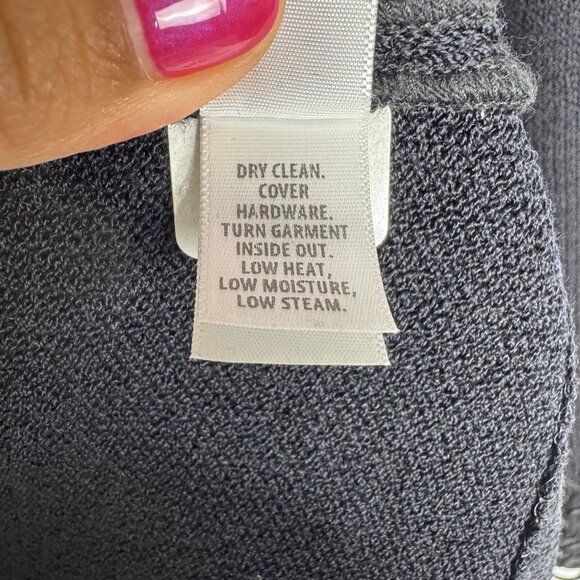 DRY CLEAN.
COVER
HARDWARE.
TURN GARMENT
INSIDE OUT.
LOW HEAT,
LOW MOISTURE,
LOW STEAM.